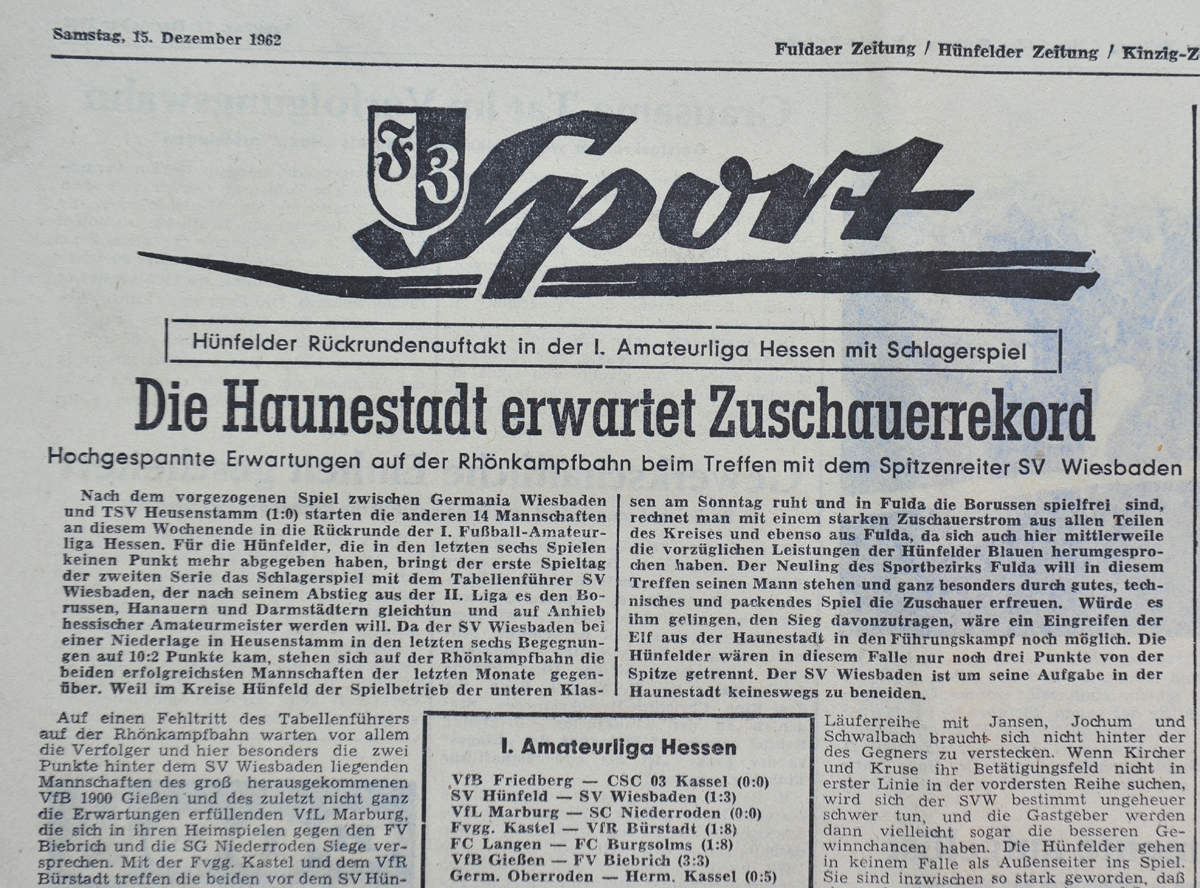 Samstag, 15. Dezember 1962
Fuldaer Zeitung / Hünfelder Zeitung / Kinzig-Z
FZ
Sport
Hünfelder Rückrundenauftakt in der I. Amateurliga Hessen mit Schlagerspiel
Die Haunestadt erwartet Zuschauerrekord
Hochgespannte Erwartungen auf der Rhönkampfbahn beim Treffen mit dem Spitzenreiter SV Wiesbaden
Nach dem vorgezogenen Spiel zwischen Germania Wiesbaden
und TSV Heusenstamm (1:0) starten die anderen 14 Mannschaften
an diesem Wochenende in die Rückrunde der I. Fußball-Amateur-
liga Hessen. Für die Hünfelder, die in den letzten sechs Spielen
keinen Punkt mehr abgegeben haben, bringt der erste Spieltag
der zweiten Serie das Schlagerspiel mit dem Tabellenführer SV
Wiesbaden, der nach seinem Abstieg aus der II. Liga es den Bo-
russen, Hanauern und Darmstädtern gleichtun und auf Anhieb
hessischer Amateurmeister werden will. Da der SV Wiesbaden bei
einer Niederlage in Heusenstamm in den letzten sechs Begegnun-
gen auf 10:2 Punkte kam, stehen sich auf der Rhönkampfbahn die
beiden erfolgreichsten Mannschaften der letzten Monate gegen-
über. Weil im Kreise Hünfeld der Spielbetrieb der unteren Klas-
sen am Sonntag ruht und in Fulda die Borussen spielfrei sind,
rechnet man mit einem starken Zuschauerstrom aus allen Teilen
des Kreises und ebenso aus Fulda, da sich auch hier mittlerweile
die vorzüglichen Leistungen der Hünfelder Blauen herumgespro-
chen haben. Der Neuling des Sportbezirks Fulda will in diesem
Treffen seinen Mann stehen und ganz besonders durch gutes, tech-
nisches und packendes Spiel die Zuschauer erfreuen. Würde es
ihm gelingen, den Sieg davonzutragen, wäre ein Eingreifen der
Elf aus der Haunestadt in den Führungskampf noch möglich. Die
Hünfelder wären in diesem Falle nur noch drei Punkte von der
Spitze getrennt. Der SV Wiesbaden ist um seine Aufgabe in der
Haunestadt keineswegs zu beneiden.
Auf einen Fehltritt des Tabellenführers
auf der Rhönkampfbahn warten vor allem
die Verfolger und hier besonders die zwei
Punkte hinter dem SV Wiesbaden liegenden
Mannschaften des groß herausgekommenen
VfB 1900 Gießen und des zuletzt nicht ganz
die Erwartungen erfüllenden VfL Marburg,
die sich in ihren Heimspielen gegen den FV
Biebrich und die SG Niederroden Siege ver-
sprechen. Mit der Fvgg. Kastel und dem VfR
Bürstadt treffen die beiden vor dem SV Hün-
I. Amateurliga Hessen
VfB Friedberg — CSC 03 Kassel (0:0)
SV Hünfeld — SV Wiesbaden (1:3)
VfL Marburg — SC Niederroden (0:0)
Fvgg. Kastel — VfR Bürstadt (1:8)
FC Langen — FC Burgsolms (1:8)
VfB Gießen — FV Biebrich (3:3)
Germ. Oberroden — Herm. Kassel (0:5)
Läuferreihe mit Jansen, Jochum und
Schwalbach braucht sich nicht hinter der
des Gegners zu verstecken. Wenn Kircher
und Kruse ihr Betätigungsfeld nicht in
erster Linie in der vordersten Reihe suchen,
wird sich der SVW bestimmt ungeheuer
schwer tun, und die Gastgeber werden
dann vielleicht sogar die besseren Ge-
winnchancen haben. Die Hünfelder gehen
in keinem Falle als Außenseiter ins Spiel.
Sie sind inzwischen so stark geworden, daß